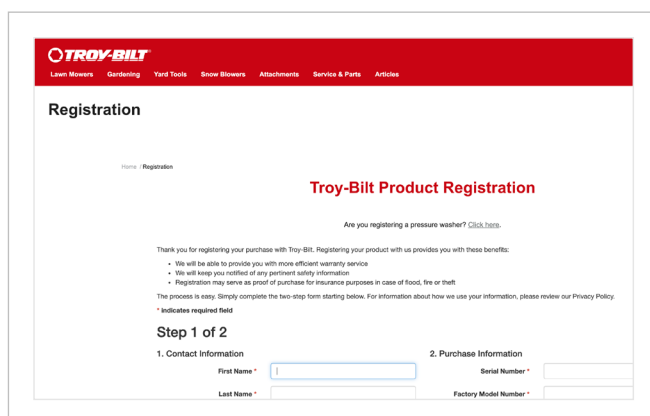 TROY-BILT
Lawn Mowers Gardening Yard Tools Snow Blowers Attachments Service & Parts Articles
Registration
Home / Registration
Troy-Bilt Product Registration
Are you registering a pressure washer? Click here.
Thank you for registering your purchase with Troy-Bilt. Registering your product with us provides you with these benefits:
• We will be able to provide you with more efficient warranty service
• We will keep you notified of any pertinent safety information
• Registration may serve as proof of purchase for insurance purposes in case of flood, fire or theft
The process is easy. Simply complete the two-step form starting below. For information about how we use your information, please review our Privacy Policy.
* Indicates required field
Step 1 of 2
1. Contact Information 2. Purchase Information
First Name * Serial Number *
Last Name * Factory Model Number *